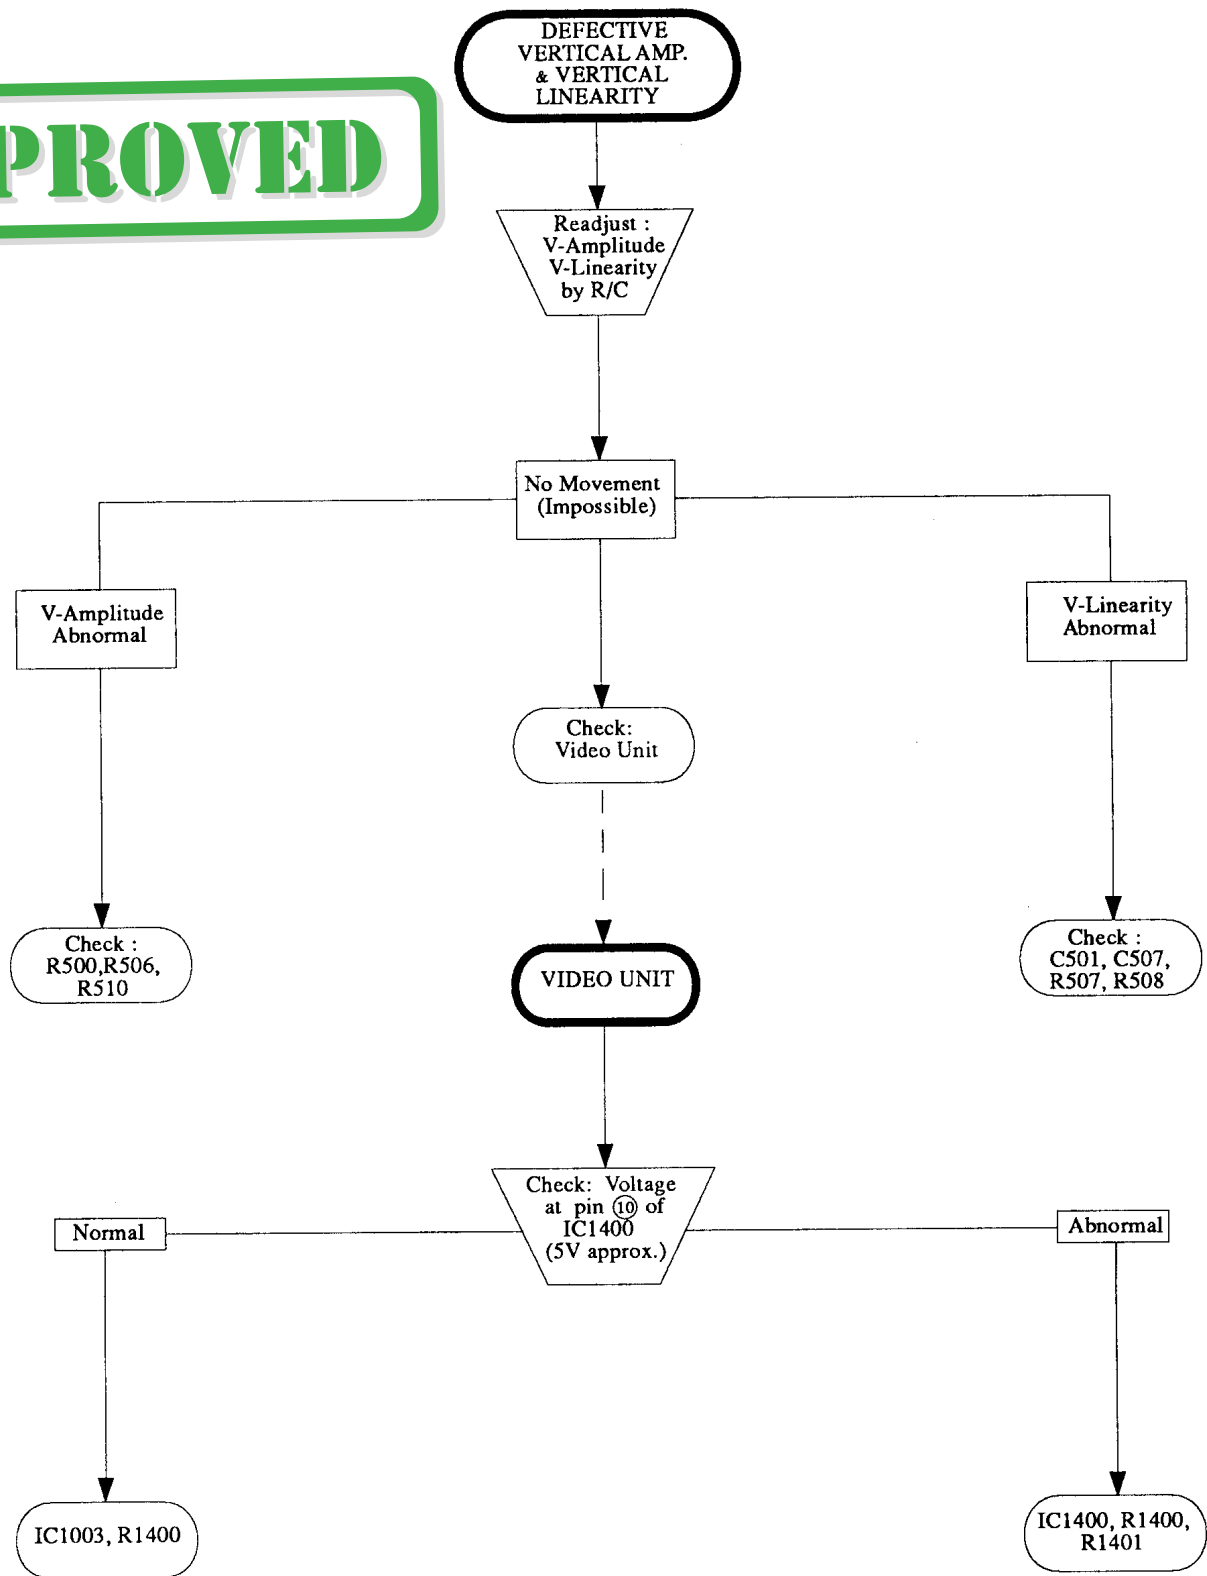 DEFECTIVE
VERTICAL AMP.
& VERTICAL
LINEARITY
PROVED
Readjust :
V-Amplitude
V-Linearity
by R/C
No Movement
(Impossible)
V-Amplitude
Abnormal
V-Linearity
Abnormal
Check:
Video Unit
Check :
R500,R506,
R510
Check :
C501, C507,
R507, R508
VIDEO UNIT
Check: Voltage
at pin ⑩ of
IC1400
(5V approx.)
Normal
Abnormal
IC1003, R1400
IC1400, R1400,
R1401